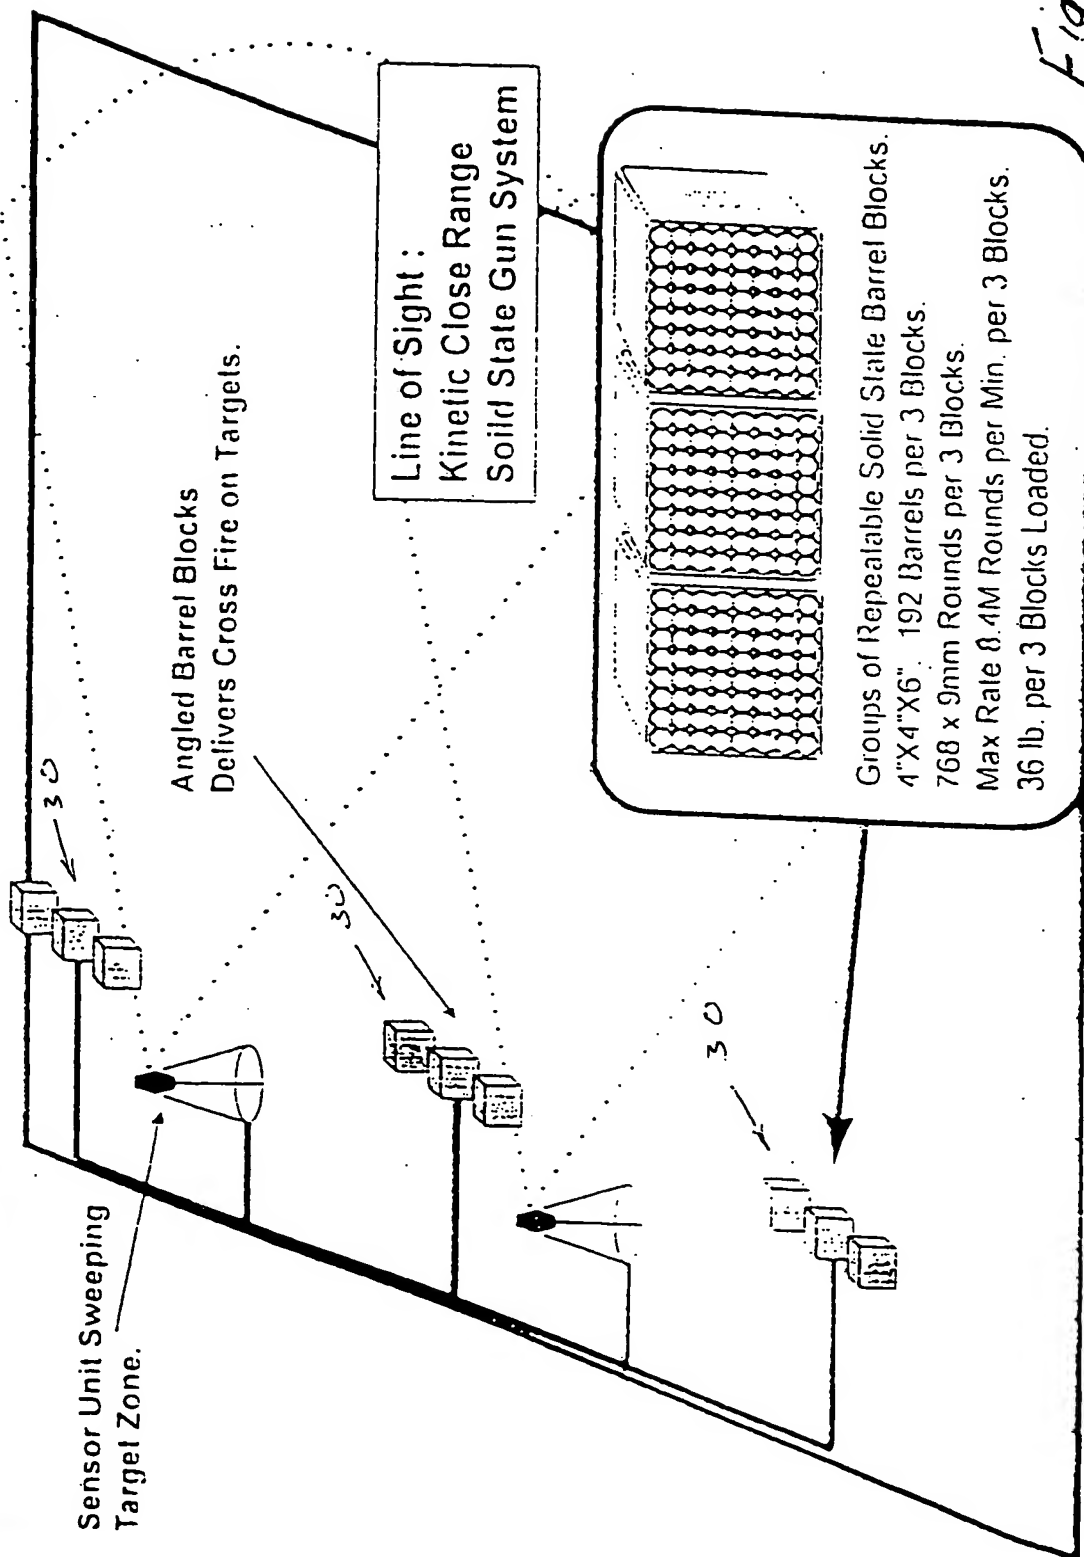 Sensor Unit Sweeping
Target Zone.
Angled Barrel Blocks
Delivers Cross Fire on Targets.
Line of Sight :
Kinetic Close Range
Soild State Gun System
30
30
30
Groups of Repeatable Solid State Barrel Blocks.
4"X4"X6". 192 Barrels per 3 Blocks.
768 x 9mm Rounds per 3 Blocks.
Max Rate 8.4M Rounds per Min. per 3 Blocks.
36 lb. per 3 Blocks Loaded.
Fig